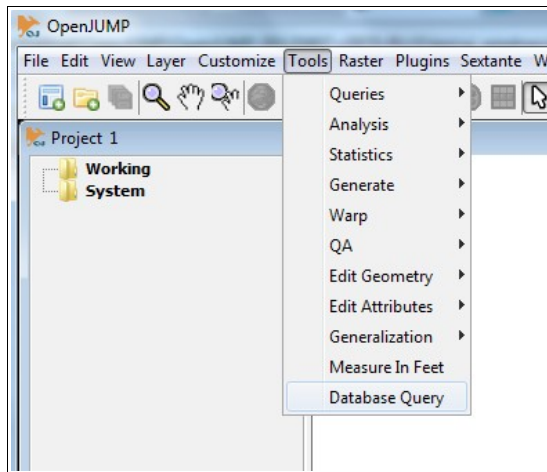 OpenJUMP
File Edit View Layer Customize Tools Raster Plugins Sextante
Project 1
Working
System
Queries
Analysis
Statistics
Generate
Warp
QA
Edit Geometry
Edit Attributes
Generalization
Measure In Feet
Database Query